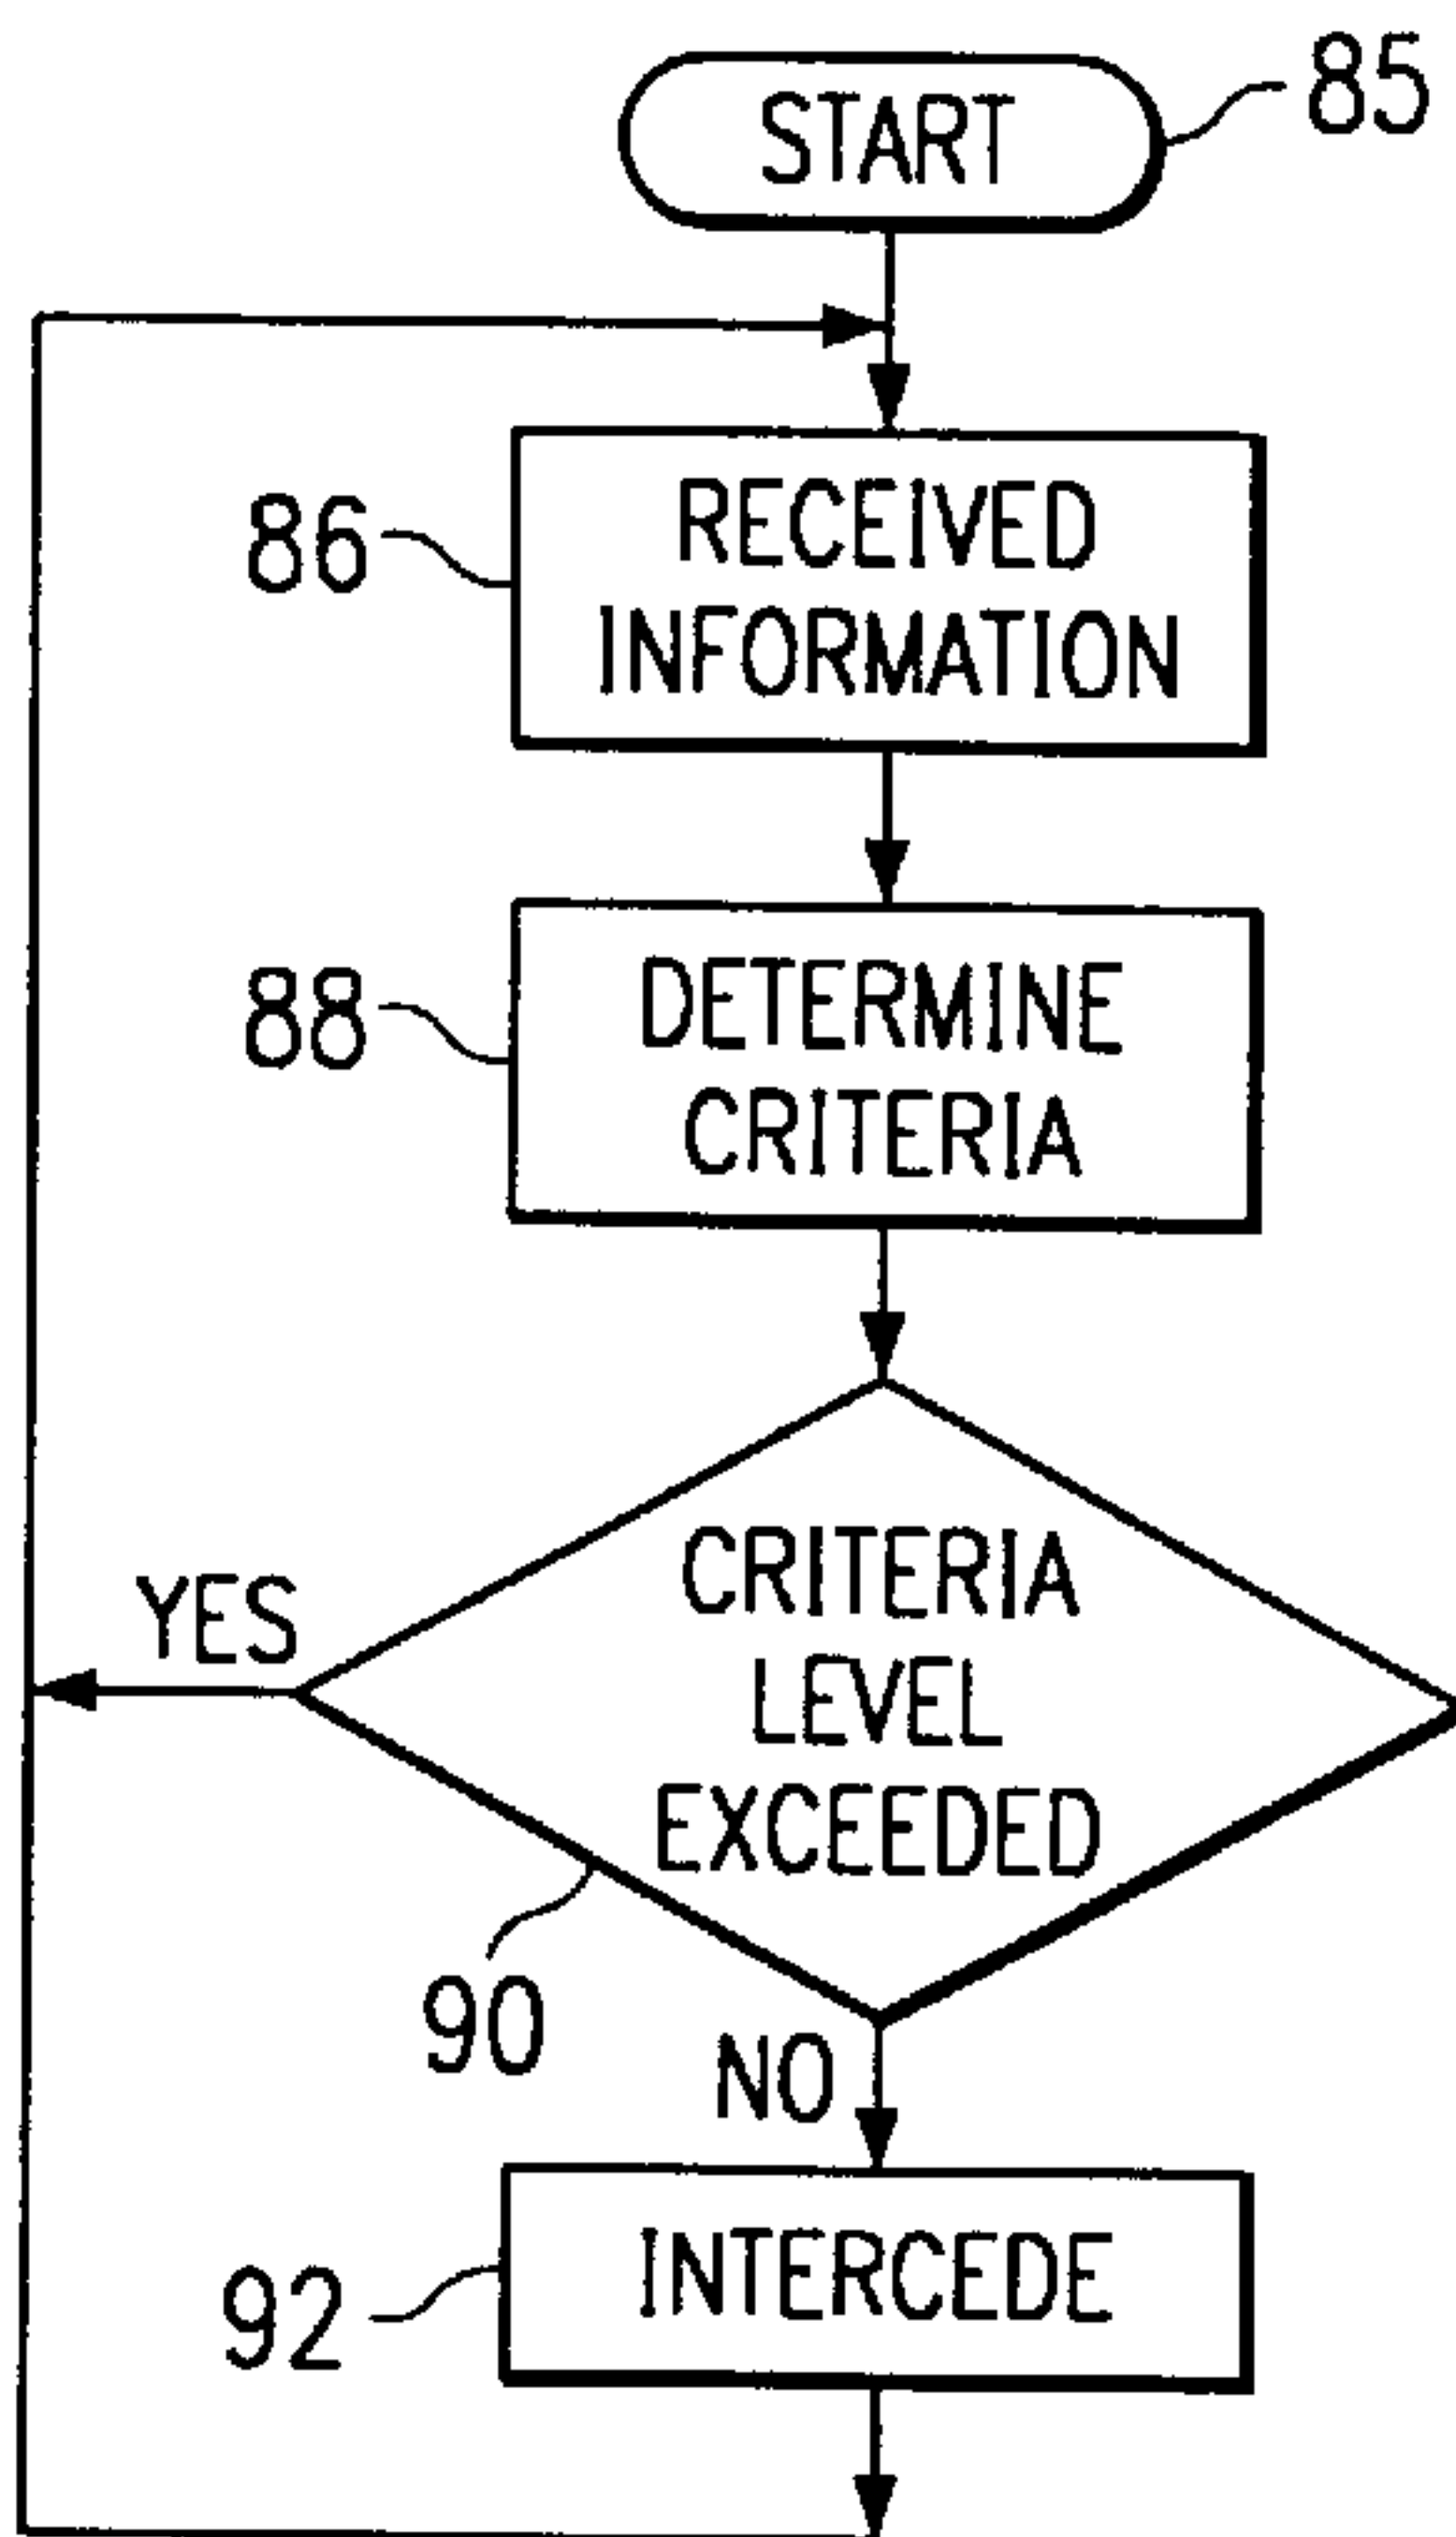 START
85
86
RECEIVED
INFORMATION
88
DETERMINE
CRITERIA
YES
CRITERIA
LEVEL
EXCEEDED
90
NO
92
INTERCEDE